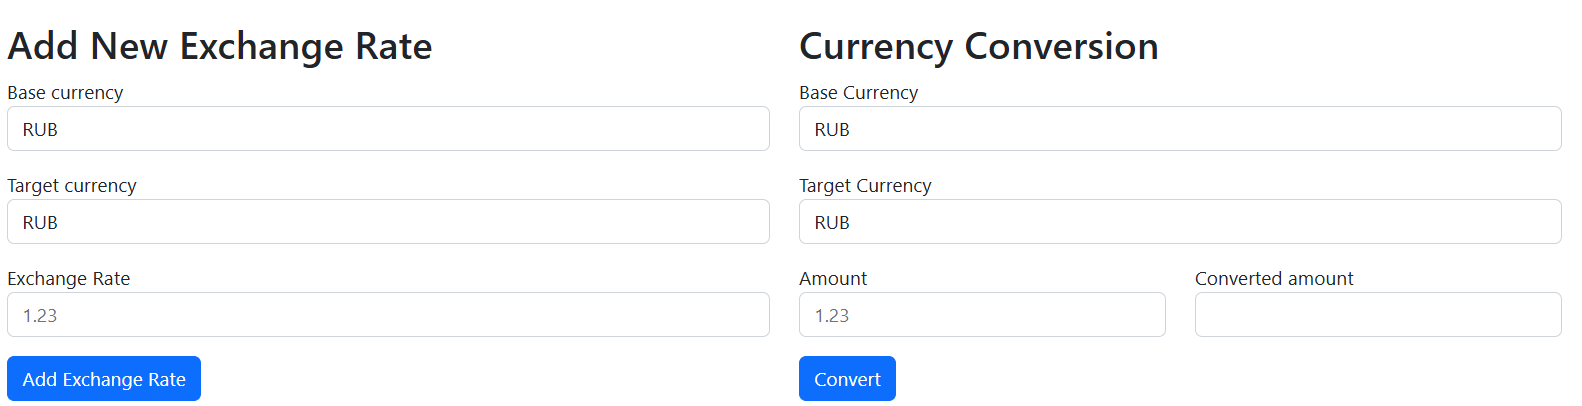 Add New Exchange Rate
Base currency
RUB
Target currency
RUB
Exchange Rate
1.23
Add Exchange Rate
Currency Conversion
Base Currency
RUB
Target Currency
RUB
Amount
1.23
Converted amount
Convert